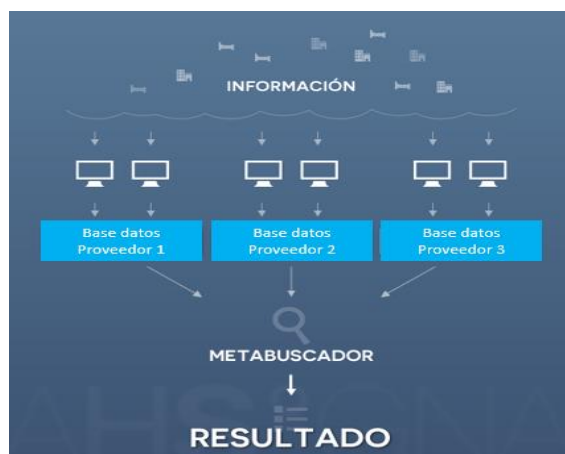 INFORMACIÓN
Base datos
Proveedor 1
Base datos
Proveedor 2
Base datos
Proveedor 3
METABUSCADOR
RESULTADO